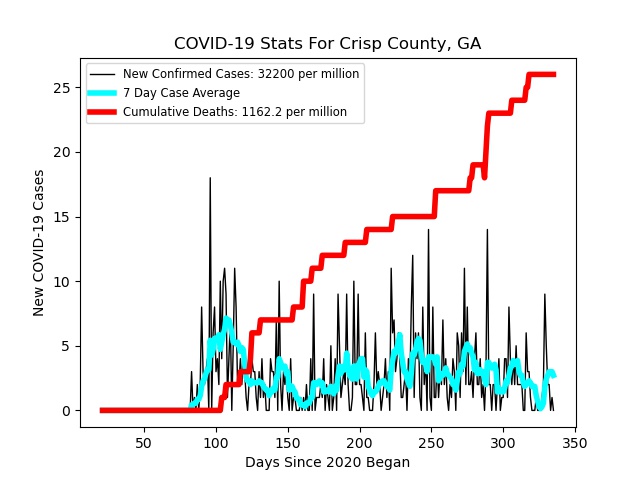 COVID-19 Stats For Crisp County, GA
New Confirmed Cases: 32200 per million
7 Day Case Average
Cumulative Deaths: 1162.2 per million
25
20
15
10
5
0
New COVID-19 Cases
50 100 150 200 250 300 350
Days Since 2020 Began